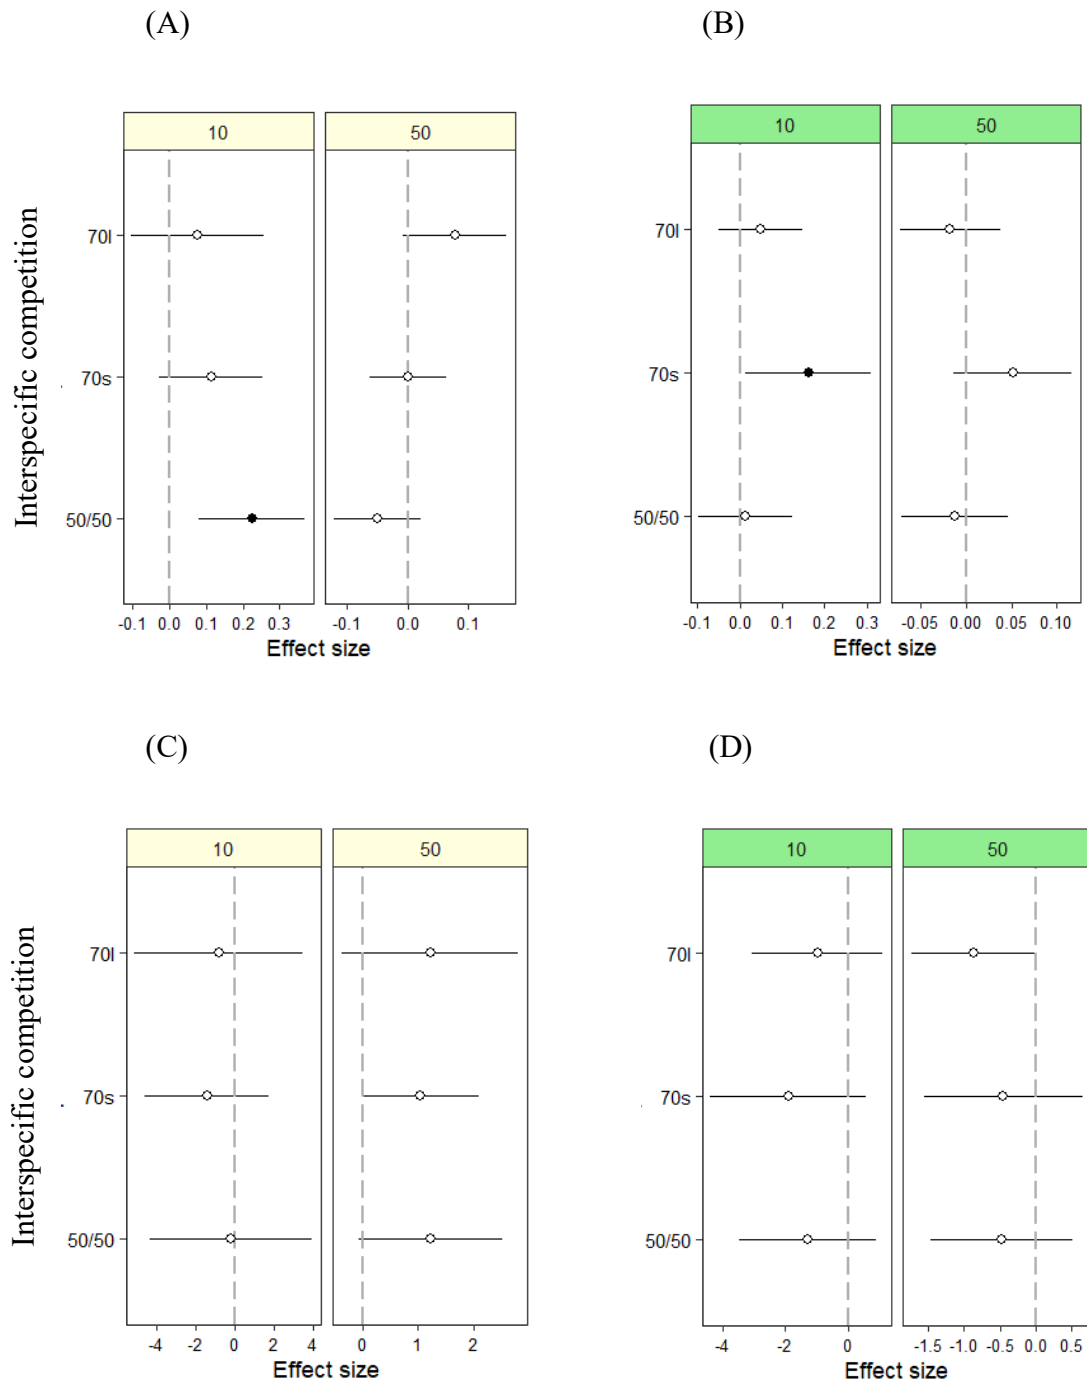 (A)
(B)
10
50
10
50
Interspecific competition
70l
70s
50/50
70l
70s
50/50
-0.1 0.0 0.1 0.2 0.3
-0.1 0.0 0.1
-0.1 0.0 0.1 0.2 0.3
-0.05 0.00 0.05 0.10
Effect size
Effect size
(C)
(D)
10
50
10
50
Interspecific competition
70l
70s
50/50
70l
70s
50/50
-4 -2 0 2 4
0 1 2
-4 -2 0
-1.5 -1.0 -0.5 0.0 0.5
Effect size
Effect size